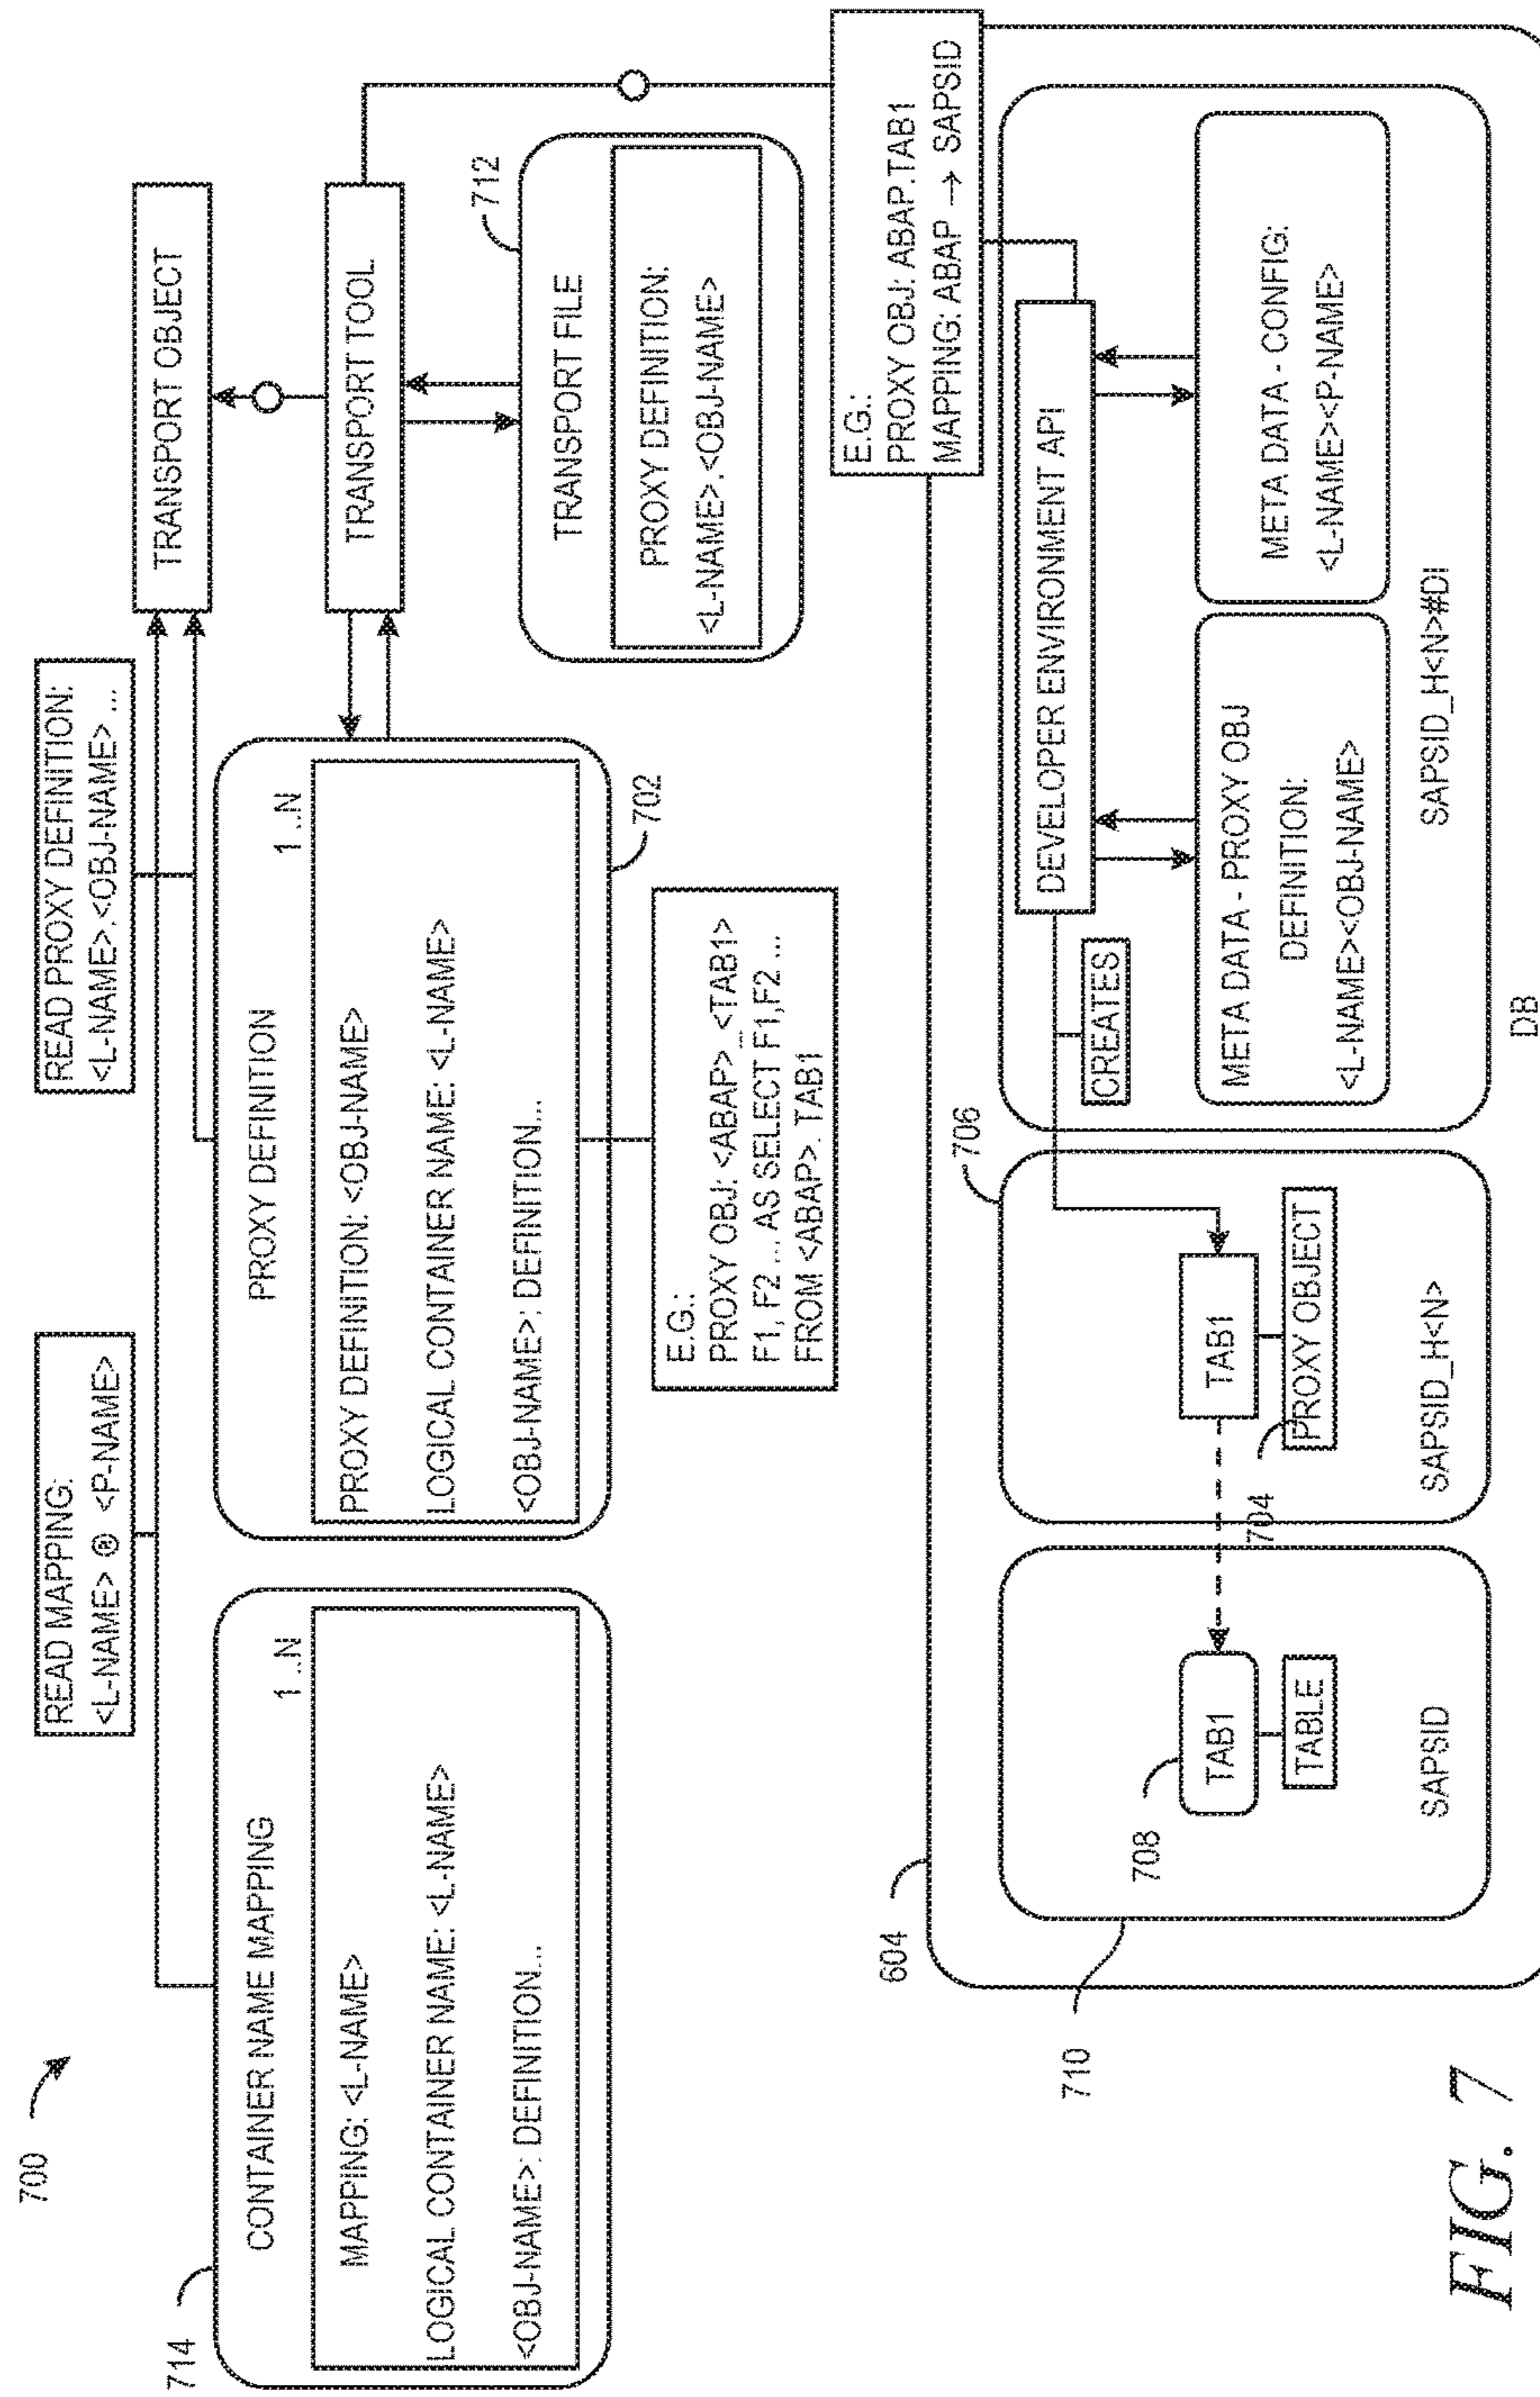 700
READ MAPPING:
<L-NAME> ® <P-NAME>
READ PROXY DEFINITION:
<L-NAME>.<OBJ-NAME> ...
714
CONTAINER NAME MAPPING
1..N
MAPPING: <L-NAME>
LOGICAL CONTAINER NAME: <L-NAME>
<OBJ-NAME>: DEFINITION...
PROXY DEFINITION
1..N
PROXY DEFINITION: <OBJ-NAME>
LOGICAL CONTAINER NAME: <L-NAME>
<OBJ-NAME>: DEFINITION...
702
E.G.:
PROXY OBJ: <ABAP>_<TAB1>
F1, F2 ... AS SELECT F1,F2 ...
FROM <ABAP>. TAB1
TRANSPORT OBJECT
TRANSPORT TOOL
712
TRANSPORT FILE
PROXY DEFINITION:
<L-NAME>.<OBJ-NAME>
E.G.:
PROXY OBJ: ABAP.TAB1
MAPPING: ABAP → SAPSID
604
710
708
TAB1
TABLE
SAPSID
706
TAB1
704
PROXY OBJECT
SAPSID_H<N>
CREATES
DEVELOPER ENVIRONMENT API
META DATA - PROXY OBJ
DEFINITION:
<L-NAME><OBJ-NAME>
META DATA - CONFIG:
<L-NAME><P-NAME>
SAPSID_H<N>#DI
DB
FIG. 7